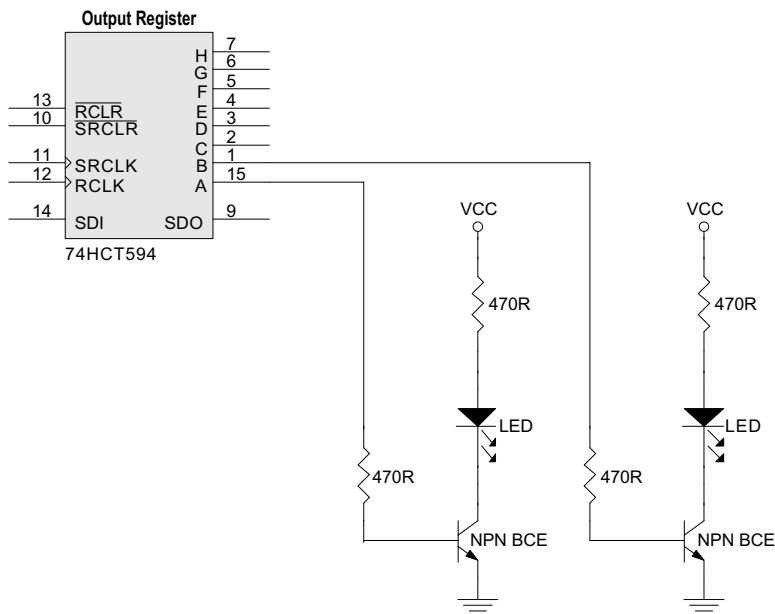 Output Register
7
H
6
G
5
F
13
4
RCLR
E
10
3
SRCLR
D
2
C
11
1
SRCLK
B
12
15
RCLK
A
14
9
SDI
SDO
74HCT594
VCC
VCC
470R
470R
LED
LED
470R
470R
NPN BCE
NPN BCE